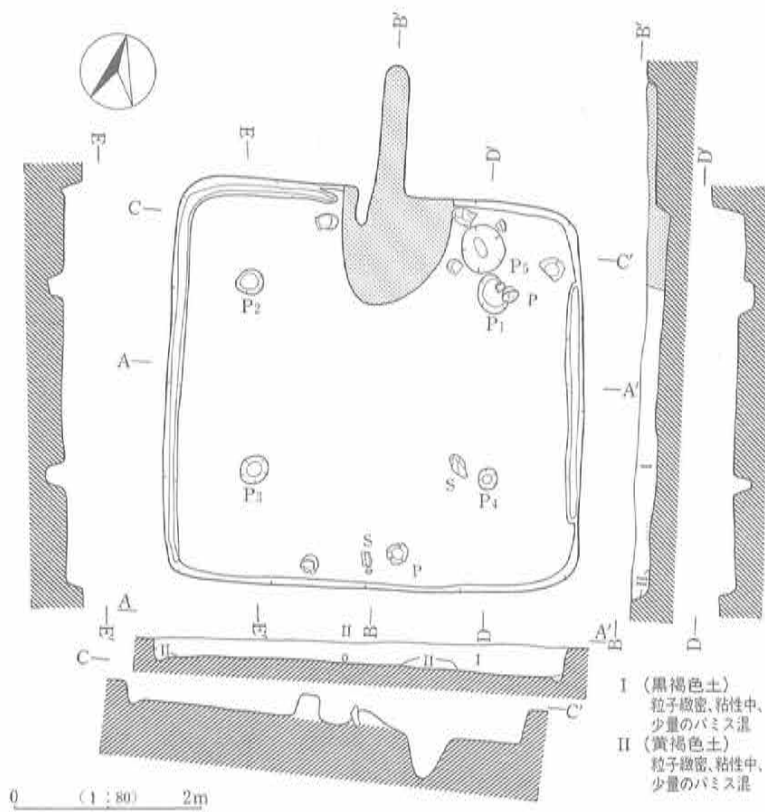 B'
B'
E
E
D'
D'
C
C'
P5
P2
P
P1
A
A'
I
S
P3
P4
S
P
II
A
E'
E'
II
B
D
A'
B
D
C
II
II
I
C'
I (黒褐色土)
粒子緻密、粘性中、
少量のパミス混
II (黄褐色土)
粒子緻密、粘性中、
少量のパミス混
0 (1:80) 2m